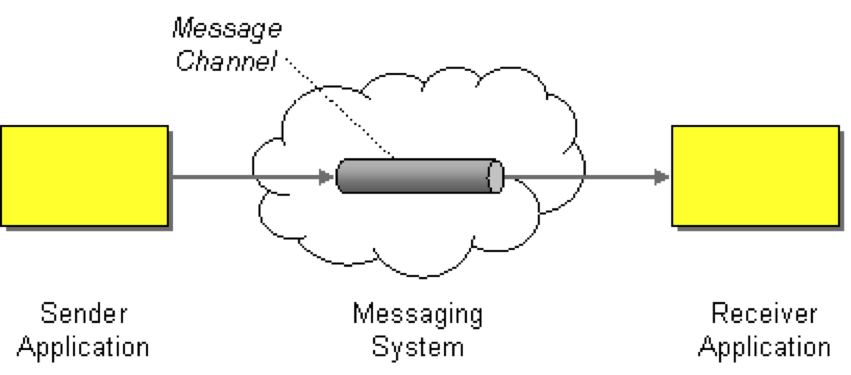 Message
Channel
Sender
Application
Messaging
System
Receiver
Application